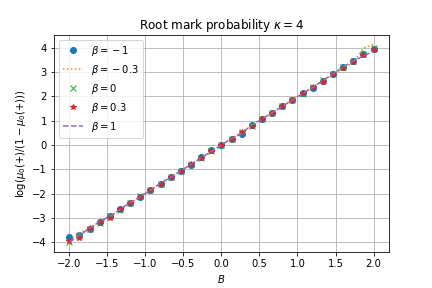 Root mark probability κ = 4
log(μ₀(+)/(1 − μ₀(+)))
4
3
2
1
0
−1
−2
−3
−4
β = −1
β = −0.3
β = 0
β = 0.3
β = 1
−2.0 −1.5 −1.0 −0.5 0.0 0.5 1.0 1.5 2.0
B